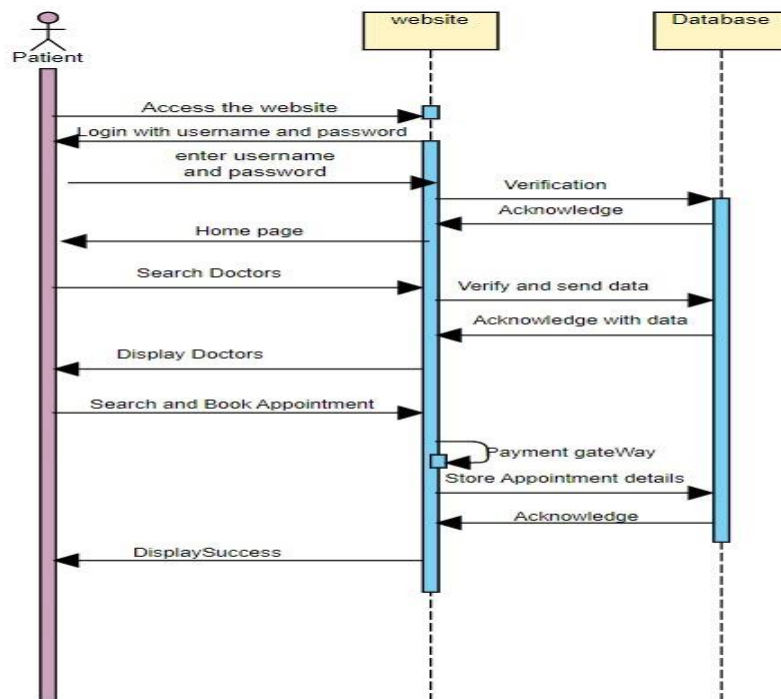 website
Database
Patient
Access the website
Login with username and password
enter username
and password
Verification
Acknowledge
Home page
Search Doctors
Verify and send data
Acknowledge with data
Display Doctors
Search and Book Appointment
Payment gateWay
Store Appointment details
Acknowledge
DisplaySuccess